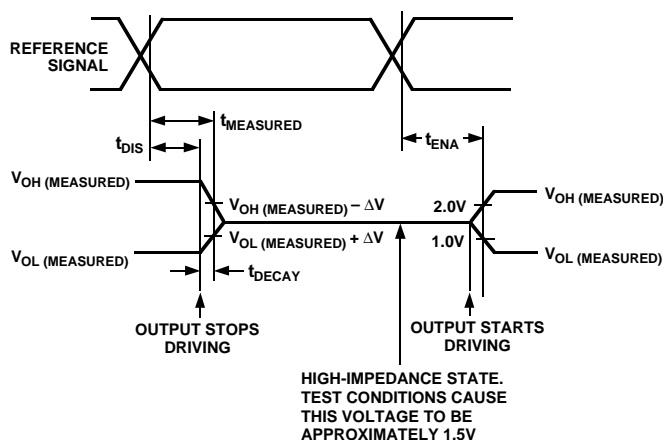 REFERENCE
SIGNAL
tMEASURED
tDIS
tENA
VOH (MEASURED)
VOH (MEASURED) – ΔV
2.0V
VOH (MEASURED)
VOL (MEASURED) + ΔV
1.0V
VOL (MEASURED)
VOL (MEASURED)
tDECAY
OUTPUT STOPS
DRIVING
OUTPUT STARTS
DRIVING
HIGH-IMPEDANCE STATE.
TEST CONDITIONS CAUSE
THIS VOLTAGE TO BE
APPROXIMATELY 1.5V